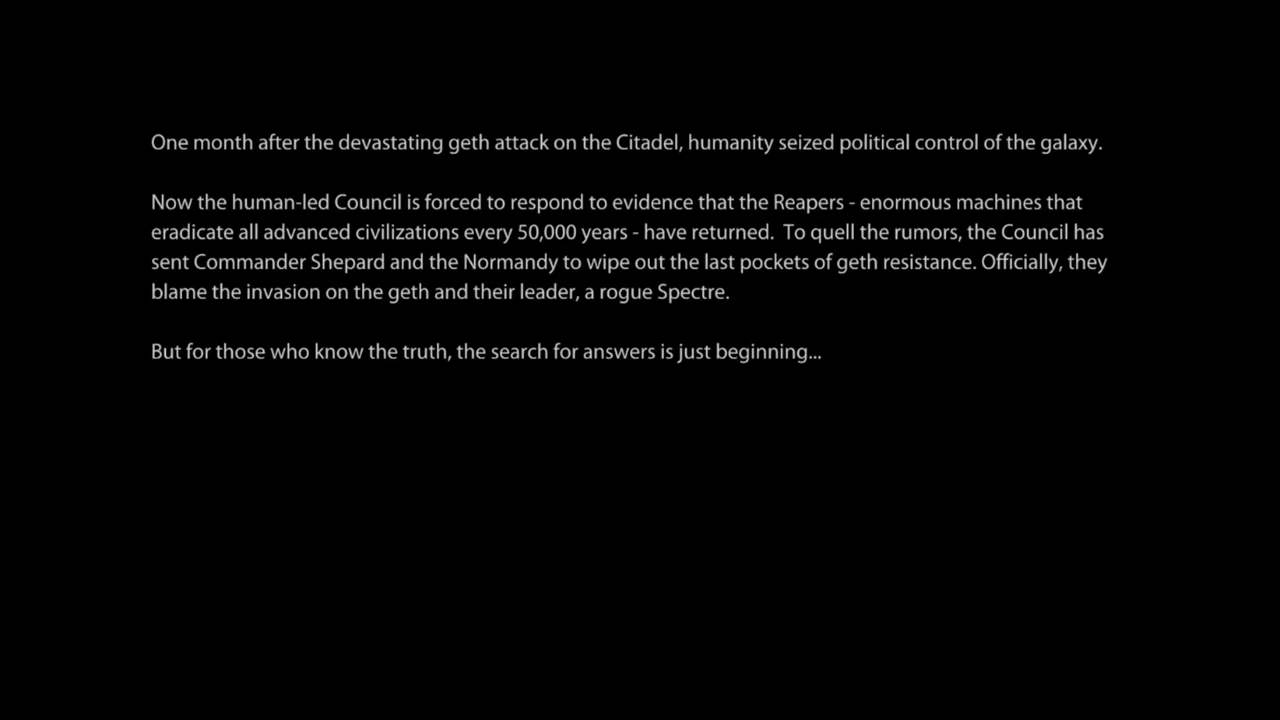 One month after the devastating geth attack on the Citadel, humanity seized political control of the galaxy.
Now the human-led Council is forced to respond to evidence that the Reapers - enormous machines that
eradicate all advanced civilizations every 50,000 years - have returned.  To quell the rumors, the Council has
sent Commander Shepard and the Normandy to wipe out the last pockets of geth resistance. Officially, they
blame the invasion on the geth and their leader, a rogue Spectre.
But for those who know the truth, the search for answers is just beginning...